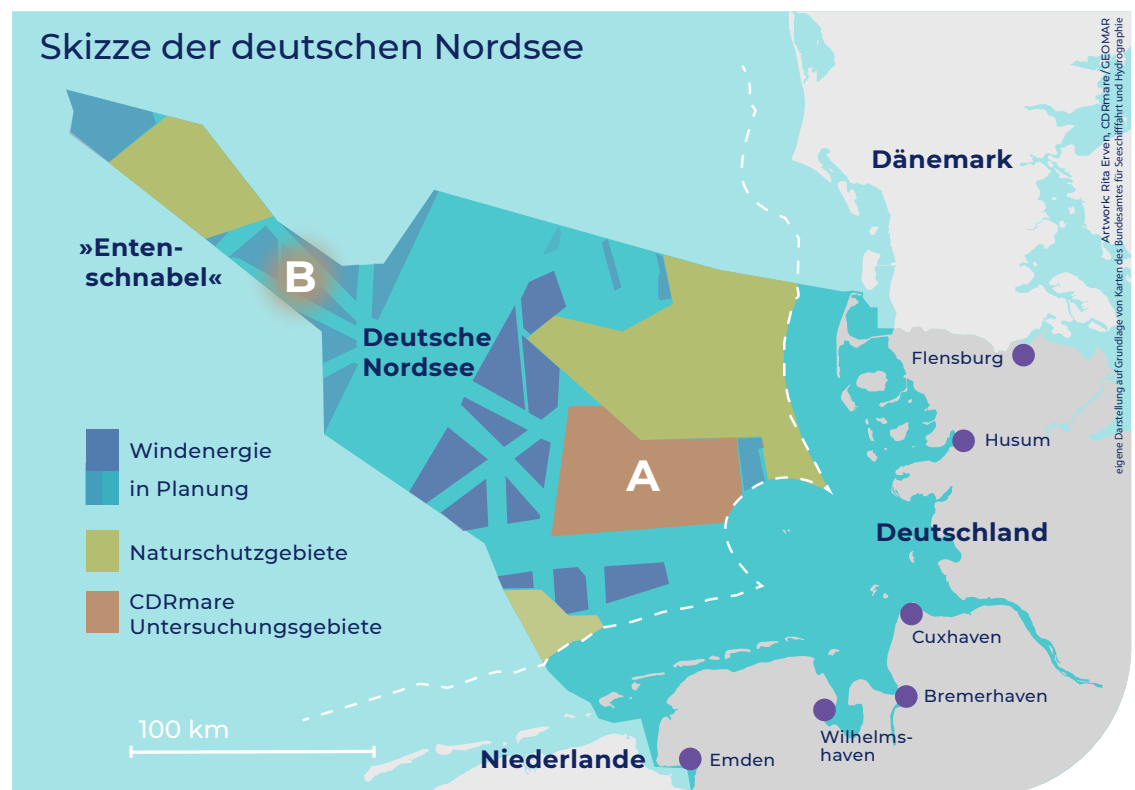 Skizze der deutschen Nordsee
Dänemark
»Enten-
schnabel«
B
Deutsche
Nordsee
Flensburg
Husum
A
Windenergie
in Planung
Naturschutzgebiete
CDRmare
Untersuchungsgebiete
Deutschland
Cuxhaven
Bremerhaven
Wilhelms-
haven
100 km
Niederlande
Emden
Artwork: Rita Erven, CDRmare/GEOMAR
eigene Darstellung auf Grundlage von Karten des Bundesamtes für Seeschifffahrt und Hydrographie